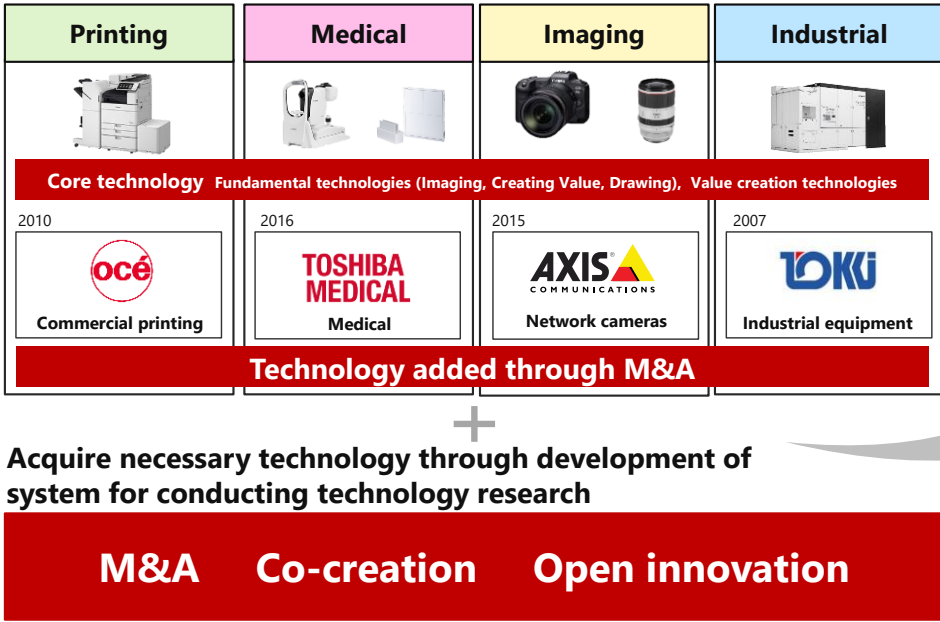 Printing
Medical
Imaging
Industrial
Core technology Fundamental technologies (Imaging, Creating Value, Drawing), Value creation technologies
2010
2016
2015
2007
océ
TOSHIBA
MEDICAL
AXIS
COMMUNICATIONS
TOKKI
Commercial printing
Medical
Network cameras
Industrial equipment
Technology added through M&A
+
Acquire necessary technology through development of
system for conducting technology research
M&A Co-creation Open innovation